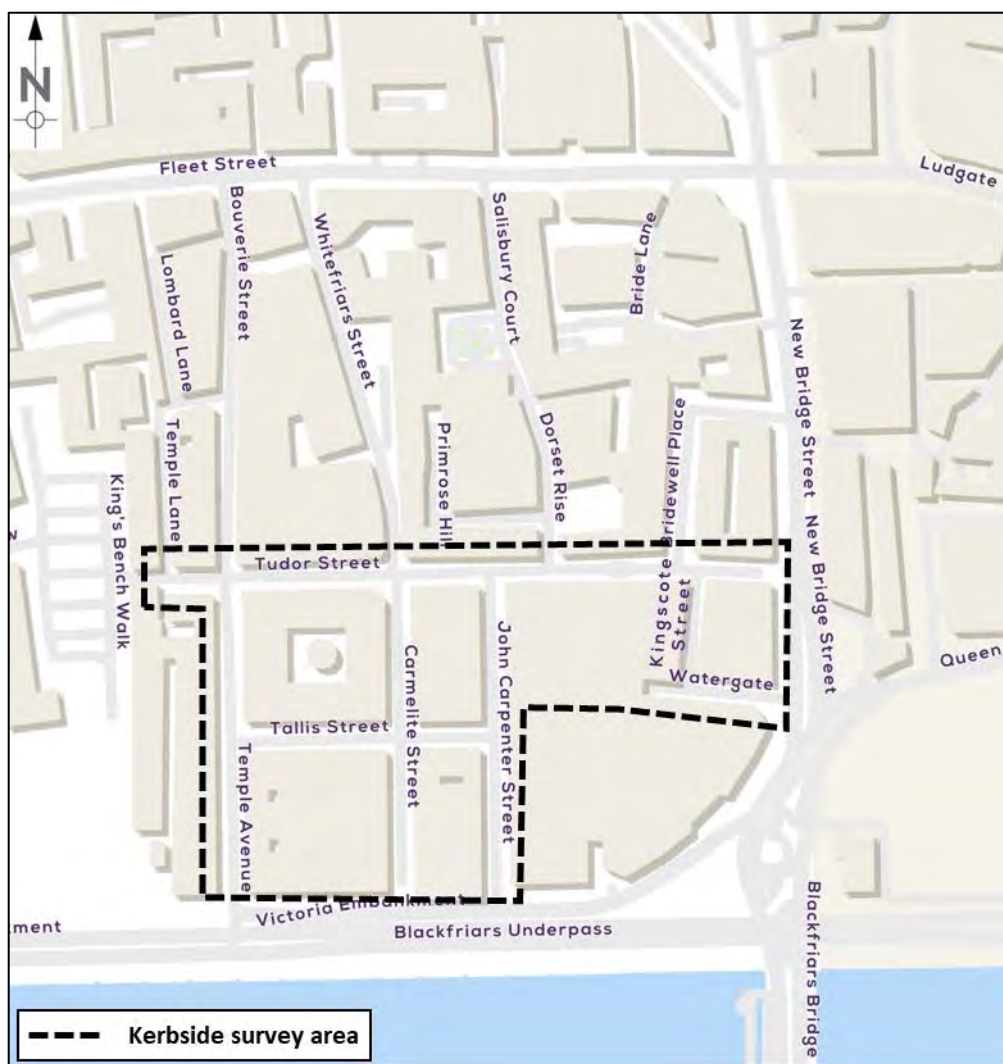 N
Fleet Street
Ludgate
Bouverie Street
Whitefriars Street
Salisbury Court
Bride Lane
Lombard Lane
New Bridge Street
Temple Lane
Primrose Hill
Dorset Rise
Bridewell Place
King's Bench Walk
Tudor Street
Kingscote
Street
New Bridge Street
Queen
Watergate
Carmelite Street
John Carpenter Street
Tallis Street
Temple Avenue
Victoria Embankment
kment
Blackfriars Underpass
Blackfriars Bridge
Kerbside survey area